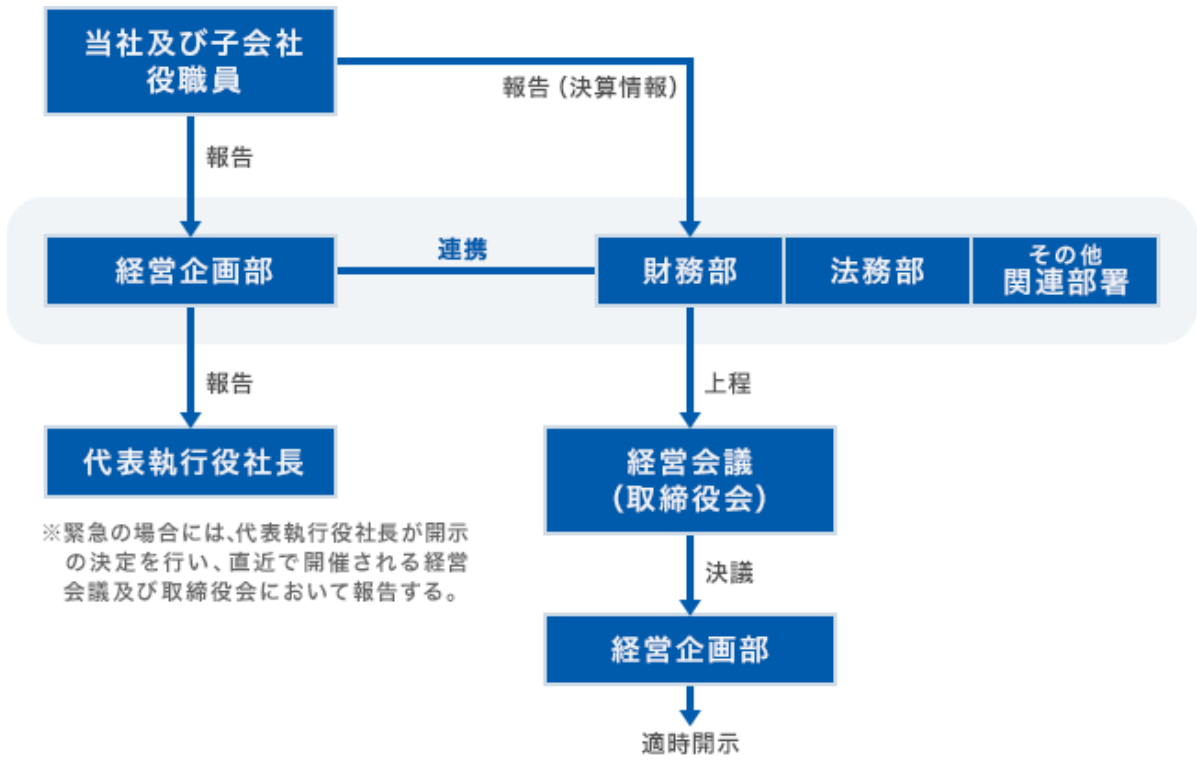 当社及び子会社
役職員
報告（決算情報）
報告
経営企画部
連携
財務部
法務部
その他
関連部署
報告
上程
代表執行役社長
経営会議
（取締役会）
※緊急の場合には、代表執行役社長が開示
の決定を行い、直近で開催される経営
会議及び取締役会において報告する。
決議
経営企画部
適時開示